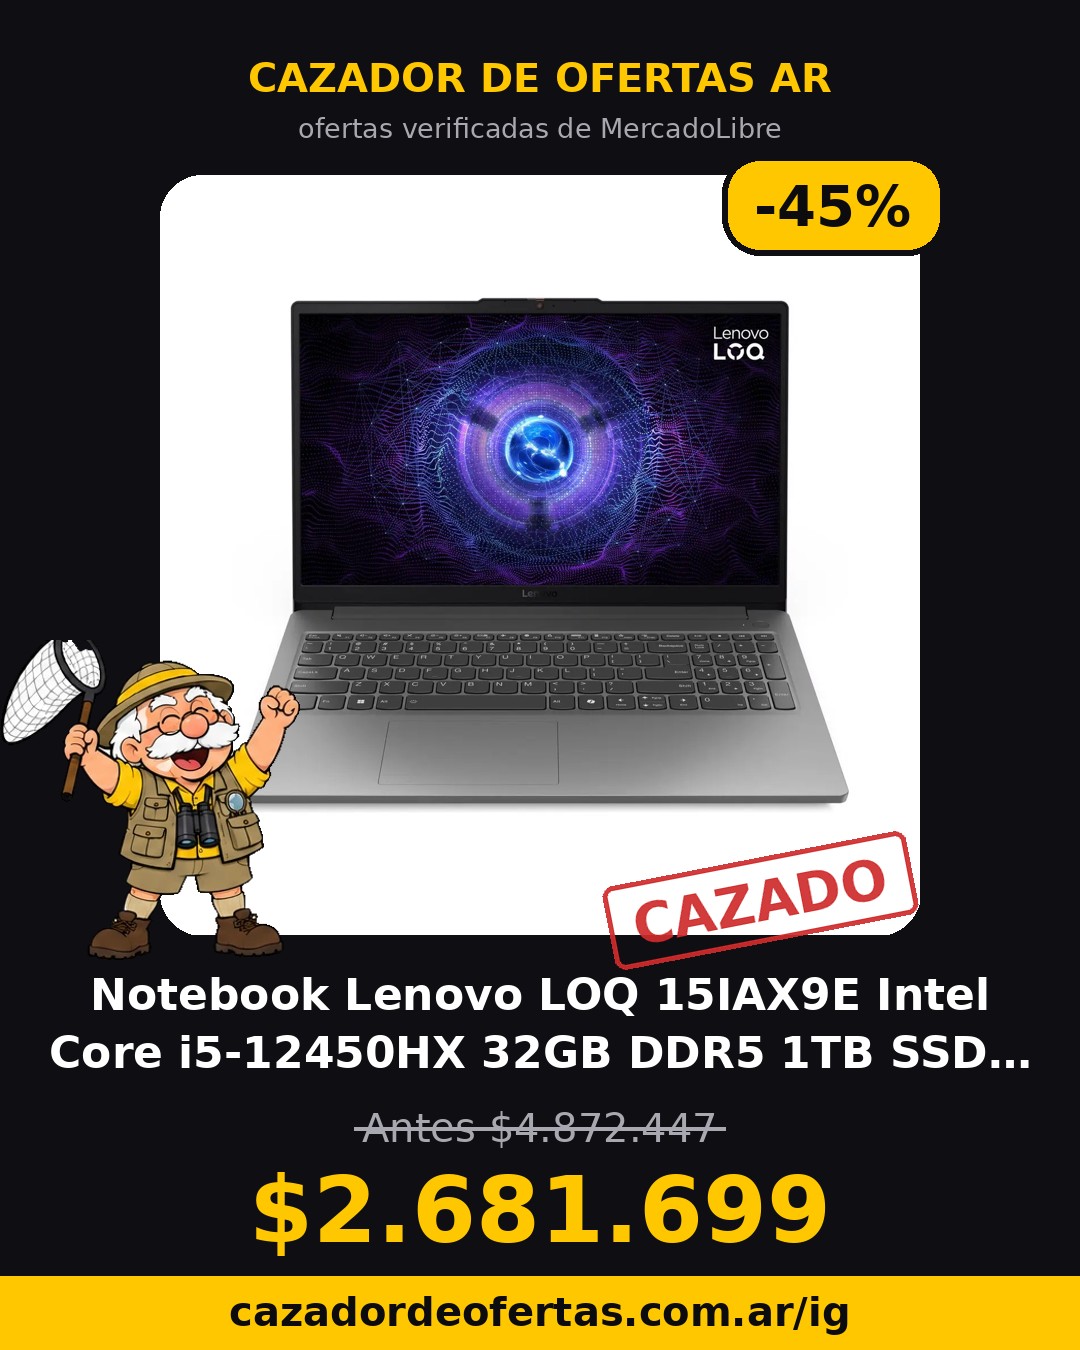 CAZADOR DE OFERTAS AR
ofertas verificadas de MercadoLibre
-45%
Lenovo
LOQ
Lenovo
CAZADO
Notebook Lenovo LOQ 15IAX9E Intel
Core i5-12450HX 32GB DDR5 1TB SSD...
Antes $4.872.447
$2.681.699
cazadordeofertas.com.ar/ig